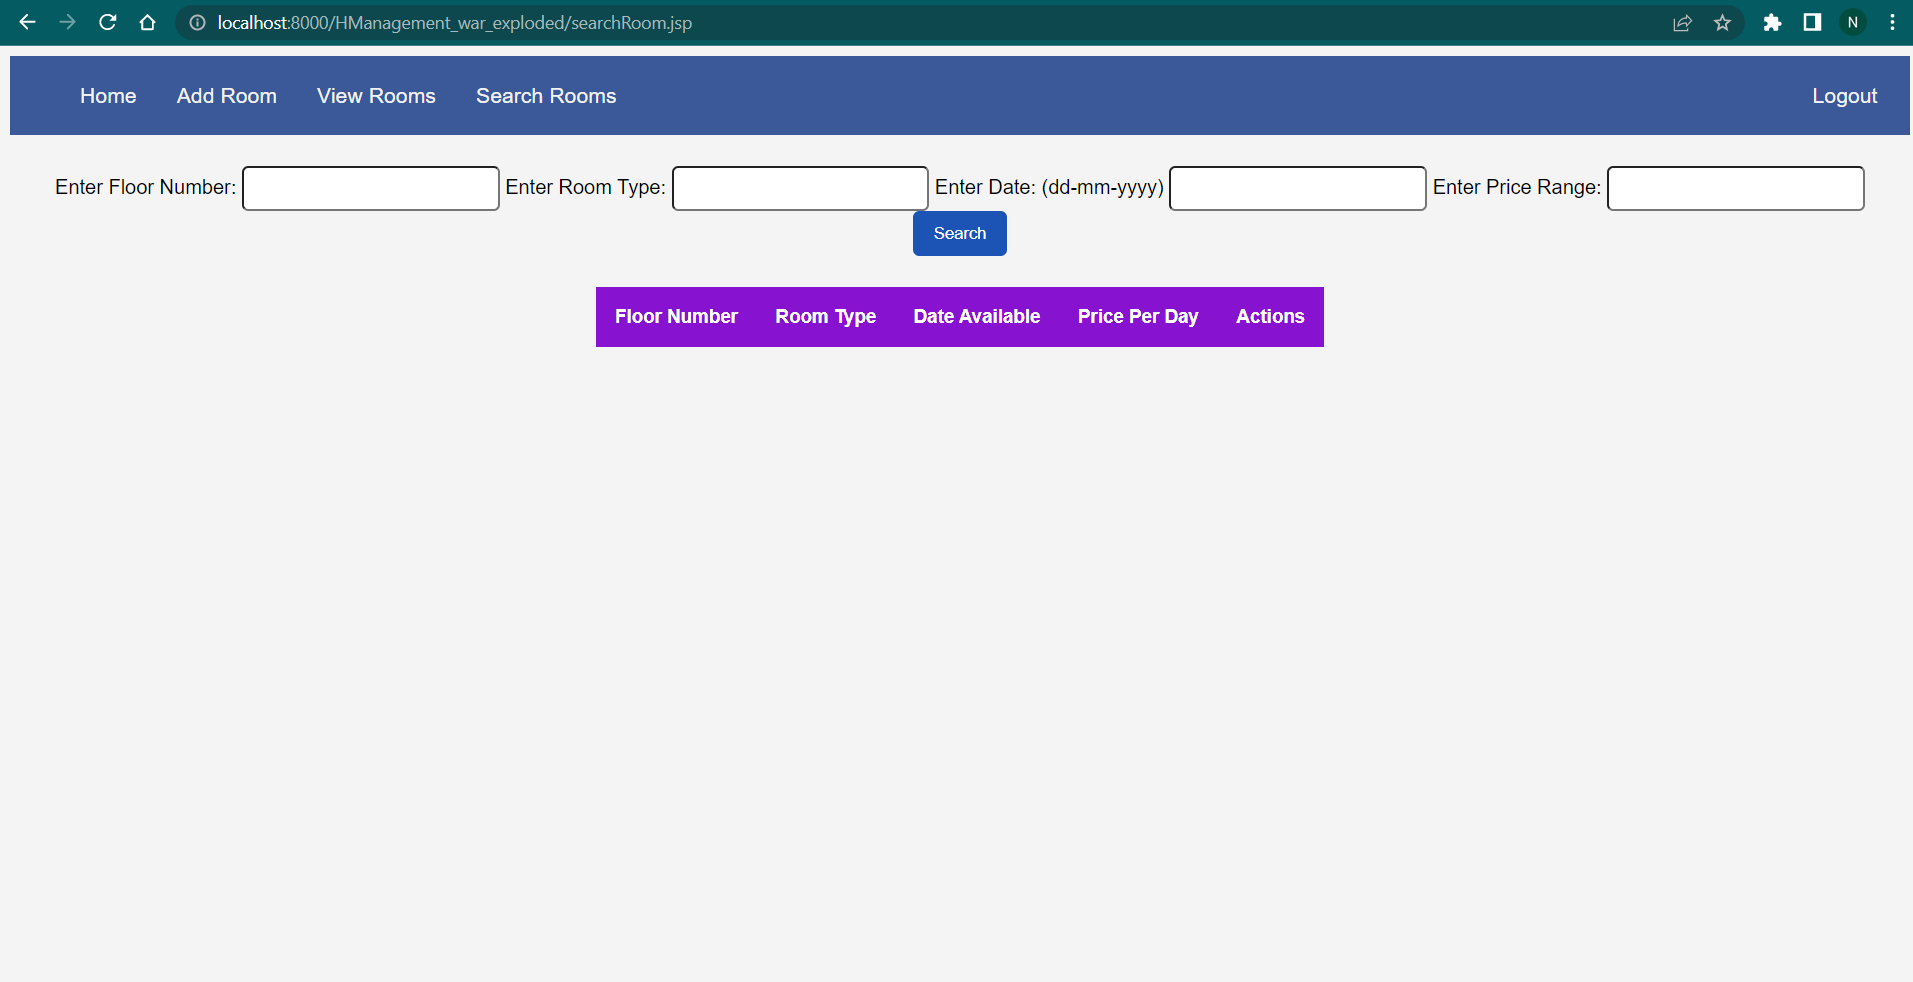 localhost:8000/HManagement_war_exploded/searchRoom.jsp
N
Home Add Room View Rooms Search Rooms Logout
Enter Floor Number: Enter Room Type: Enter Date: (dd-mm-yyyy) Enter Price Range:
Search
Floor Number Room Type Date Available Price Per Day Actions